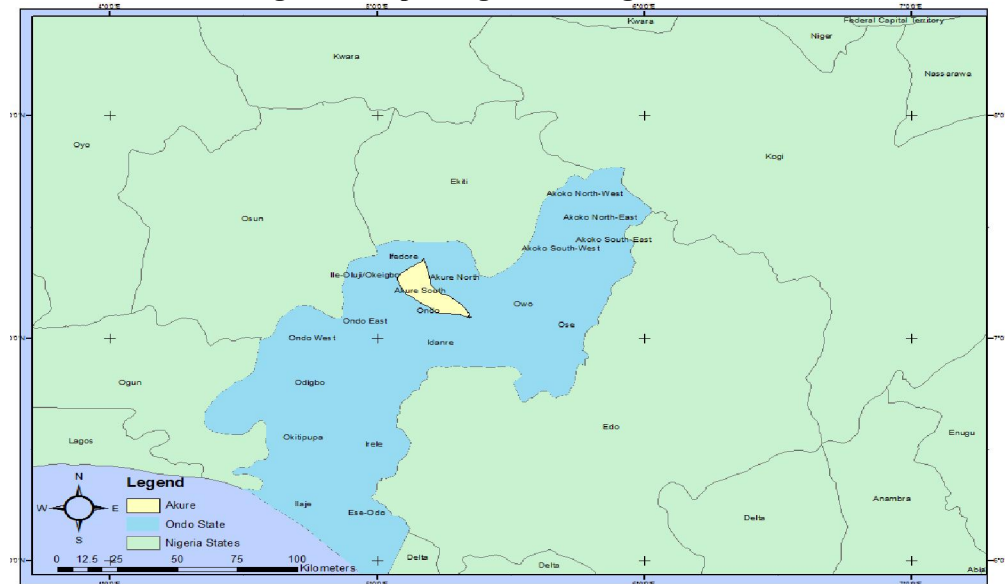 Kwara
Federal Capital Territory
Niger
Kwara
Nassarawa
Oyo
Kogi
Ekiti
Akoko North-West
Osun
Akoko North-East
Akoko South-East
Akoko South-West
Ifedore
Ile-Oluji/Okeigbo
Akure North
Akure South
Owo
Ondo
Ondo East
Ose
Ondo West
Idanre
Ogun
Odigbo
Edo
Lagos
Okitipupa
Irele
Enugu
N
W
E
S
Legend
Akure
Ondo State
Nigeria States
Ilaje
Ese-Odo
Anambra
Delta
Delta
Delta
0 12.5 25 50 75 100
Kilometers